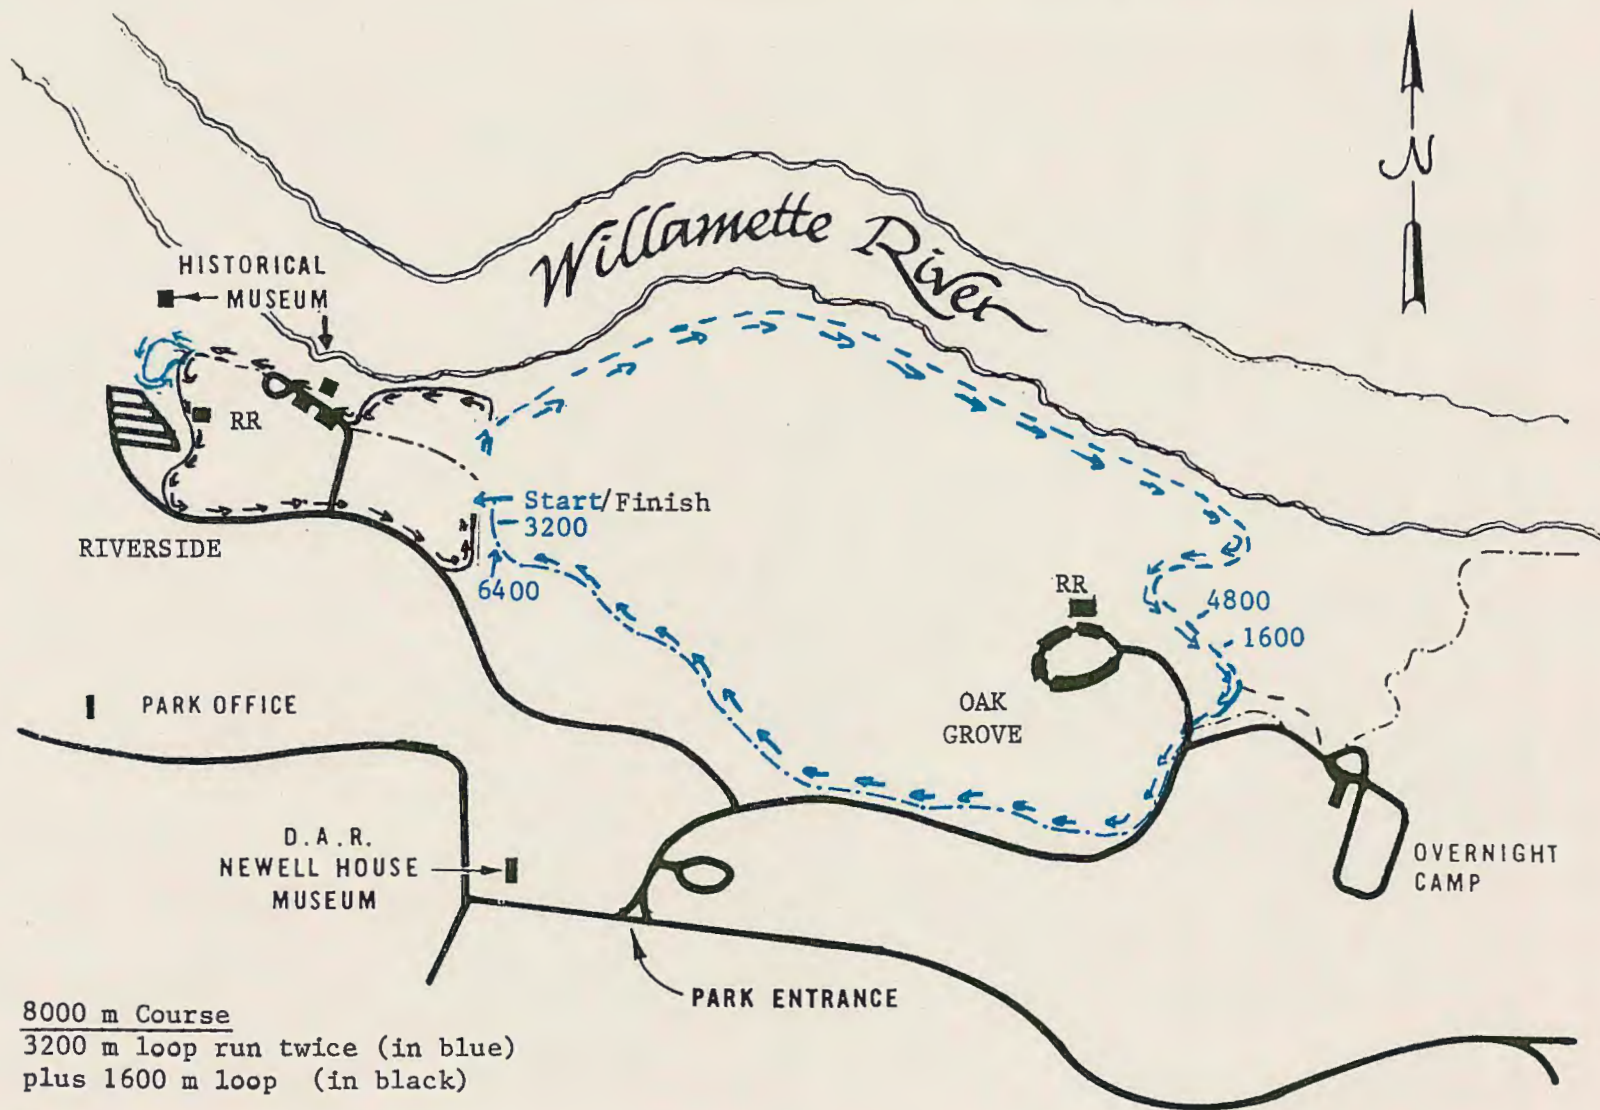 N
Willamette River
HISTORICAL
MUSEUM
RR
Start/Finish
3200
RIVERSIDE
6400
RR
4800
1600
OAK
GROVE
PARK OFFICE
D.A.R.
NEWELL HOUSE
MUSEUM
OVERNIGHT
CAMP
PARK ENTRANCE
8000 m Course
3200 m loop run twice (in blue)
plus 1600 m loop (in black)